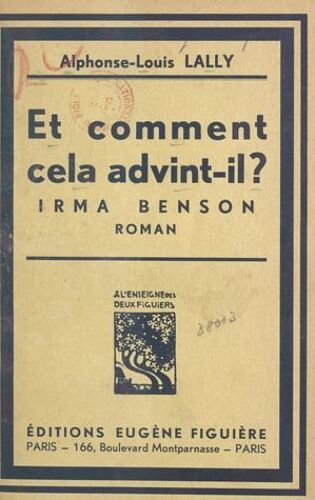 Alphonse-Louis LALLY
Et comment
cela advint-il?
IRMA BENSON
ROMAN
À L'ENSEIGNE DES
DEUX FIGUIERS
38013
ÉDITIONS EUGÈNE FIGUIÈRE
PARIS — 166, Boulevard Montparnasse — PARIS